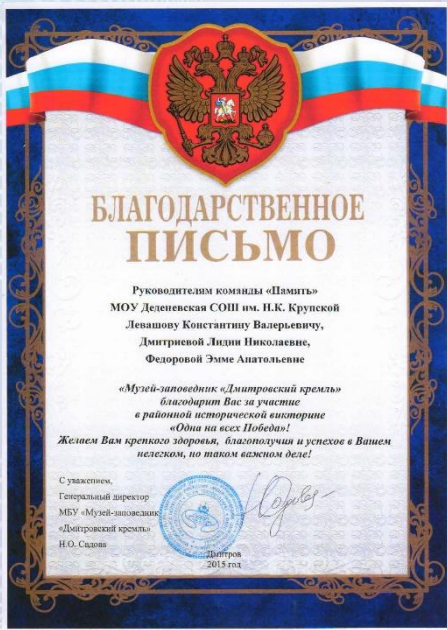 БЛАГОДАРСТВЕННОЕ
ПИСЬМО
Руководителям команды «Память»
МОУ Деденевская СОШ им. Н.К. Крупской
Левашову Константину Валерьевичу,
Дмитриевой Лидии Николаевне,
Федоровой Эмме Анатольевне
«Музей-заповедник «Дмитровский кремль»
благодарит Вас за участие
в районной исторической викторине
«Одна на всех Победа»!
Желаем Вам крепкого здоровья, благополучия и успехов в Вашем
нелегком, но таком важном деле!
С уважением,
Генеральный директор
МБУ «Музей-заповедник
«Дмитровский кремль»
Н.О. Садова
Дмитров
2015 год